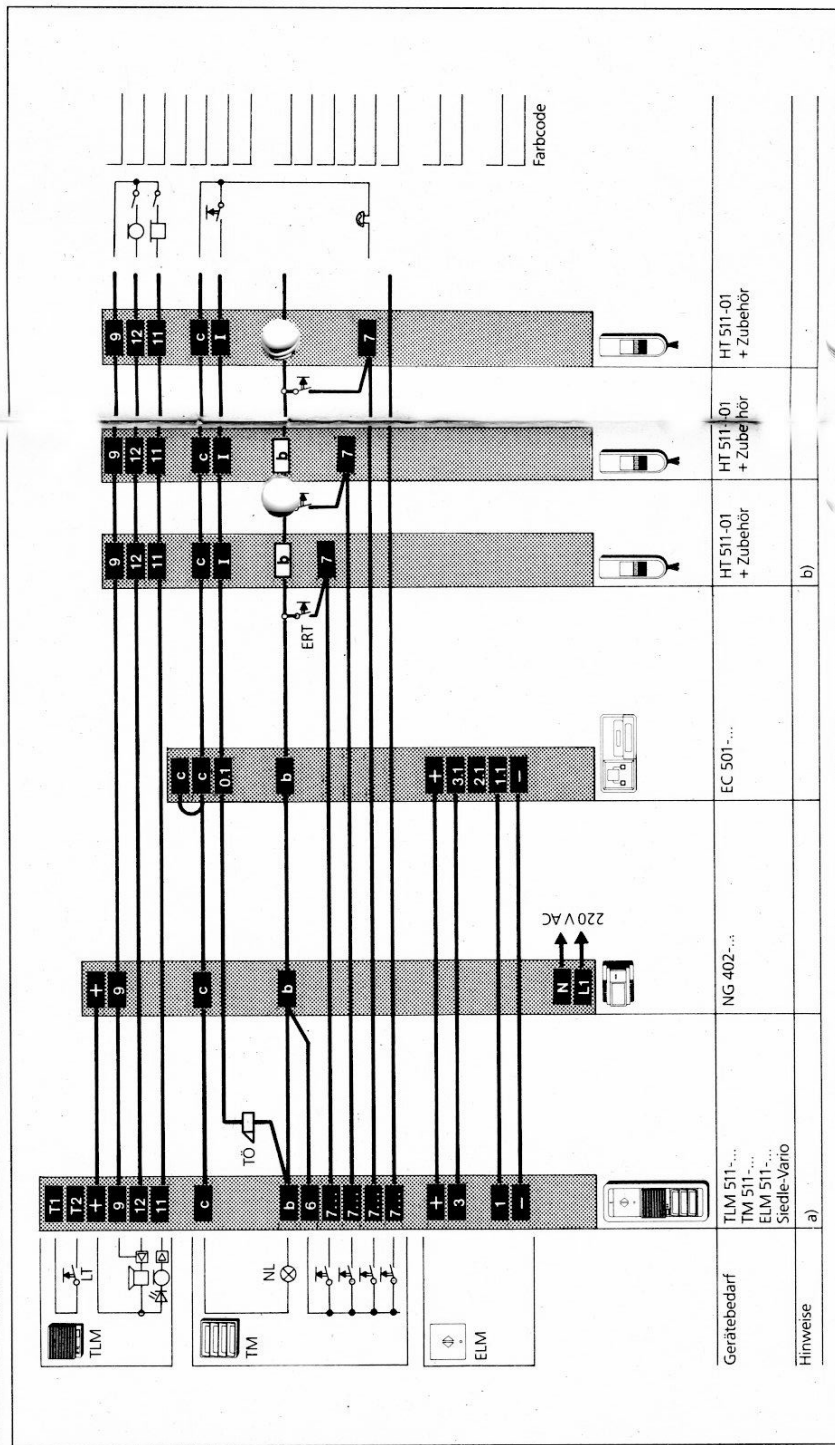 TLM
LT
TM
NL
ELM
T1
T2
+
9
12
11
c
b
6
7...
7...
7...
7...
+
3
1
−
TÖ
+
9
c
b
N
L1
220 V AC
c
c
0.1
b
+
3.1
2.1
1.1
−
ERT
9
12
11
c
I
b
7
9
12
11
c
I
b
7
9
12
11
c
I
7
Farbcode
Gerätebedarf
TLM 511-...
TM 511-...
ELM 511-...
Siedle-Vario
NG 402-...
EC 501-...
HT 511-01
+ Zubehör
HT 511-01
+ Zubehör
HT 511-01
+ Zubehör
Hinweise
a)
b)